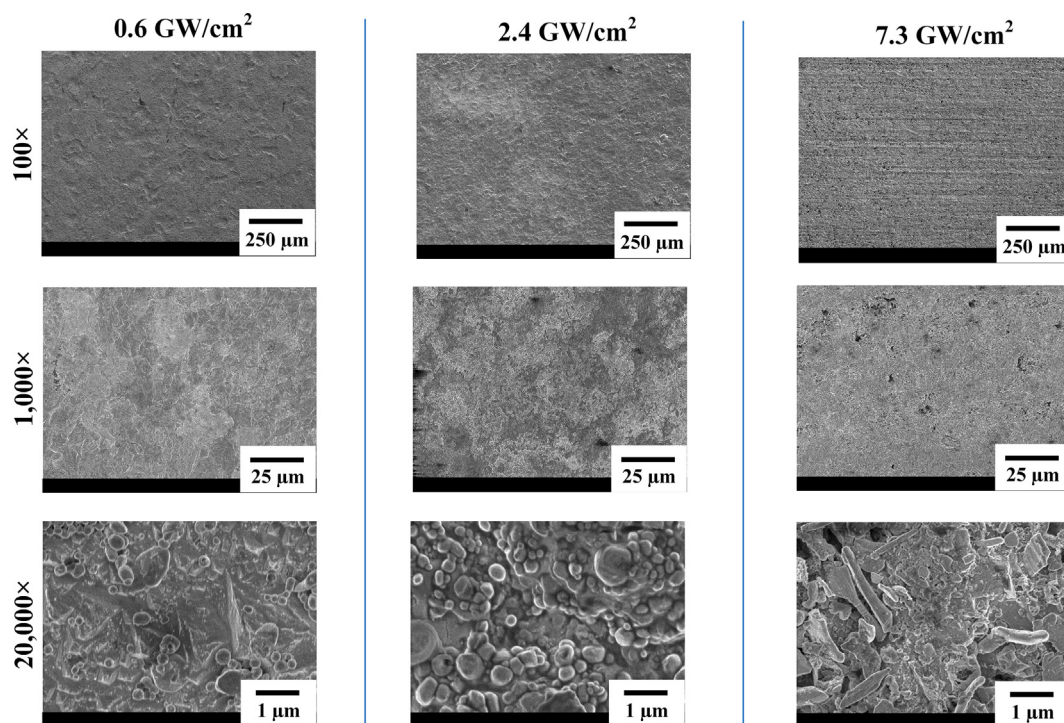 0.6 GW/cm²
2.4 GW/cm²
7.3 GW/cm²
100×
250 µm
250 µm
250 µm
1,000×
25 µm
25 µm
25 µm
20,000×
1 µm
1 µm
1 µm